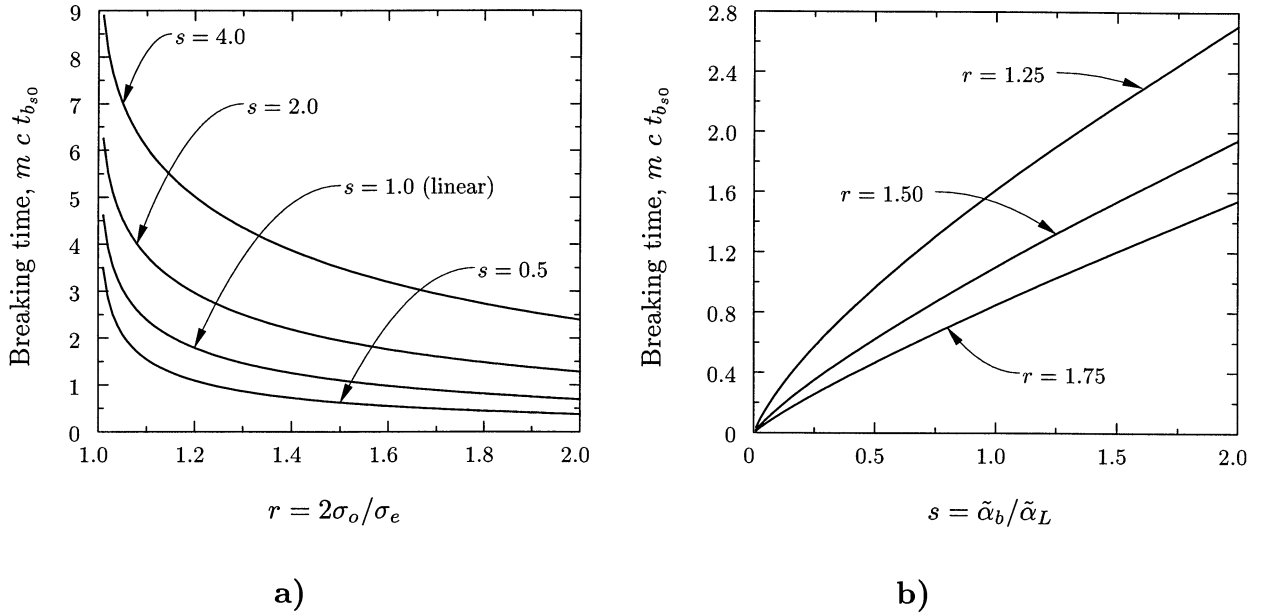 Breaking time, m c t_{b_{s0}}
9
8
7
6
5
4
3
2
1
0
s = 4.0
s = 2.0
s = 1.0 (linear)
s = 0.5
1.0 1.2 1.4 1.6 1.8 2.0
r = 2σ_o/σ_e
a)
Breaking time, m c t_{b_{s0}}
2.8
2.4
2.0
1.6
1.2
0.8
0.4
0
r = 1.25
r = 1.50
r = 1.75
0 0.5 1.0 1.5 2.0
s = α̃_b/α̃_L
b)